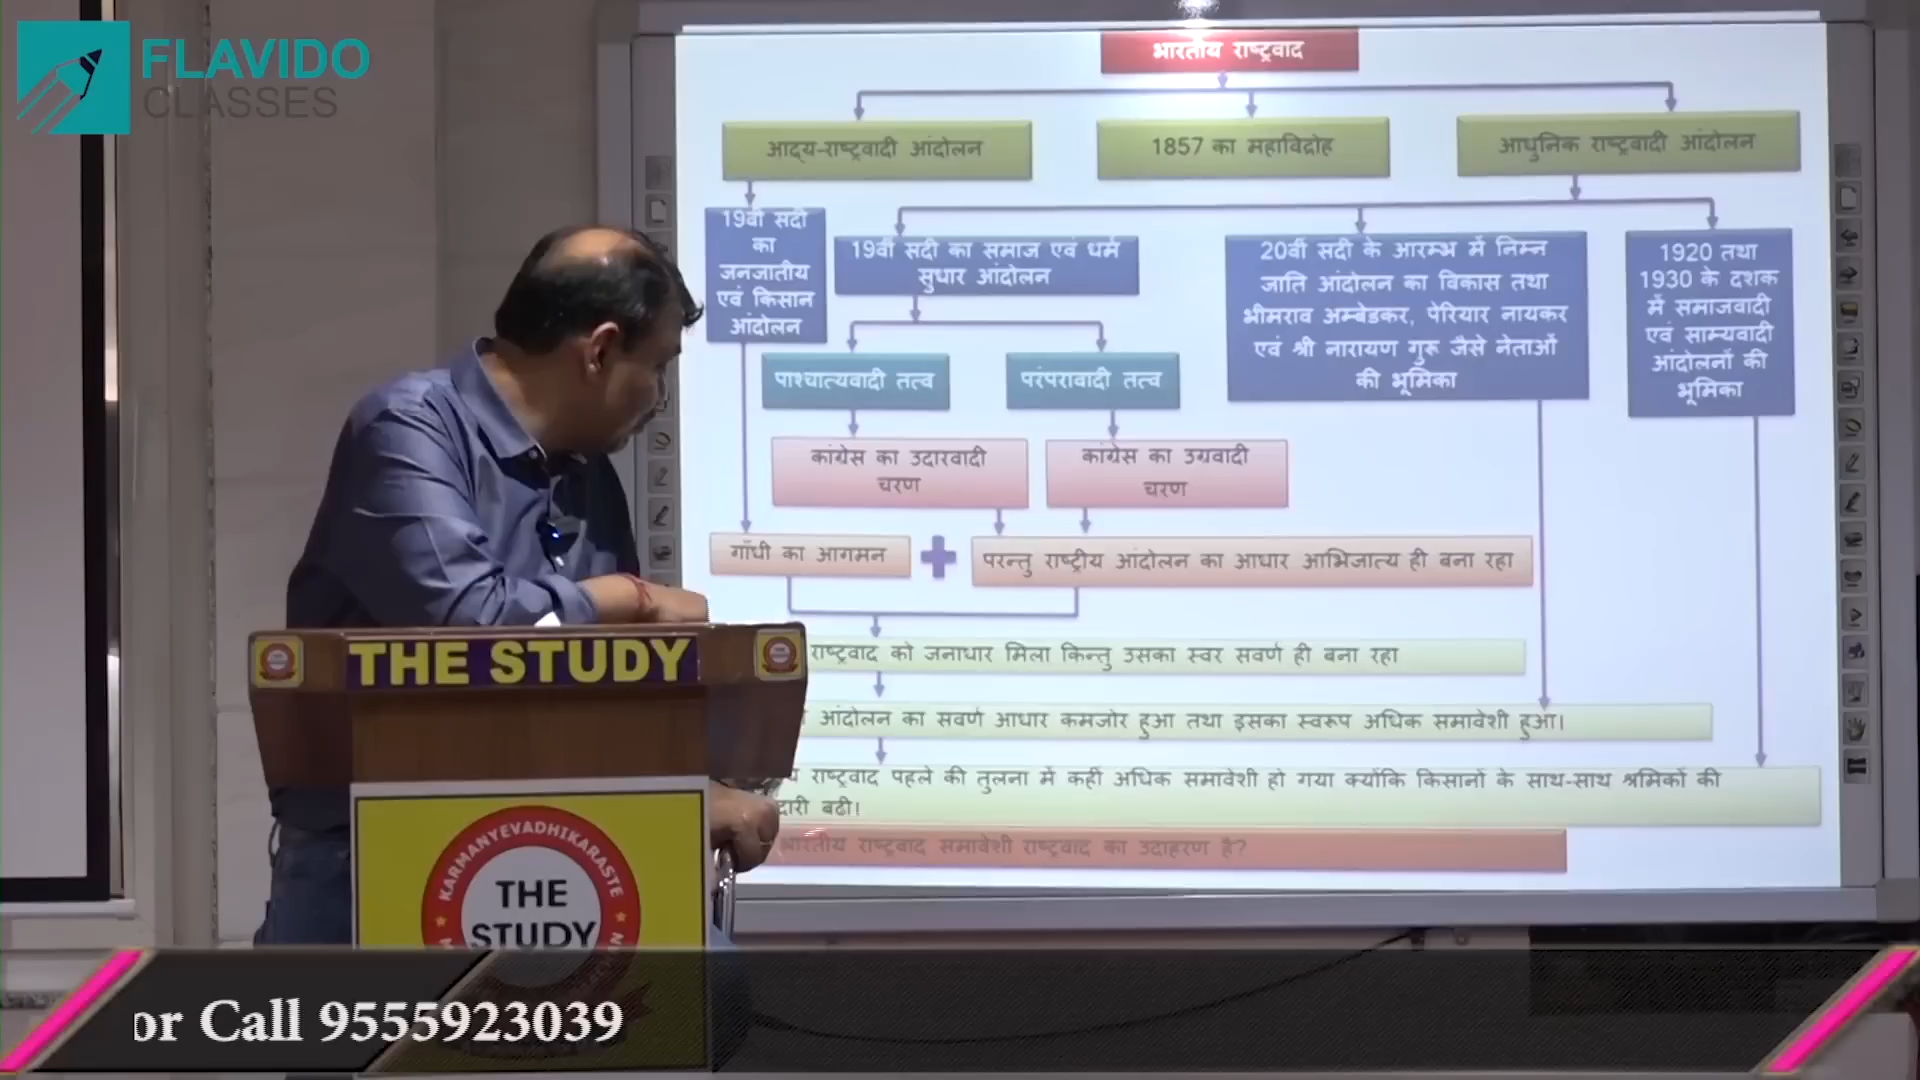 FLAVIDO
CLASSES
भारतीय राष्ट्रवाद
आद्य-राष्ट्रवादी आंदोलन
1857 का महाविद्रोह
आधुनिक राष्ट्रवादी आंदोलन
19वीं सदी
का
जनजातीय
एवं किसान
आंदोलन
19वीं सदी का समाज एवं धर्म
सुधार आंदोलन
20वीं सदी के आरम्भ में निम्न
जाति आंदोलन का विकास तथा
भीमराव अम्बेडकर, पेरियार नायकर
एवं श्री नारायण गुरू जैसे नेताओं
की भूमिका
1920 तथा
1930 के दशक
में समाजवादी
एवं साम्यवादी
आंदोलनों की
भूमिका
पाश्चात्यवादी तत्व
परंपरावादी तत्व
कांग्रेस का उदारवादी
चरण
कांग्रेस का उग्रवादी
चरण
गाँधी का आगमन
परन्तु राष्ट्रीय आंदोलन का आधार आभिजात्य ही बना रहा
राष्ट्रवाद को जनाधार मिला किन्तु उसका स्वर सवर्ण ही बना रहा
आंदोलन का सवर्ण आधार कमजोर हुआ तथा इसका स्वरूप अधिक समावेशी हुआ।
राष्ट्रवाद पहले की तुलना में कहीं अधिक समावेशी हो गया क्योंकि किसानों के साथ-साथ श्रमिकों की
बढी।
भारतीय राष्ट्रवाद समावेशी राष्ट्रवाद का उदाहरण है?
THE STUDY
KARMANYEVADHIKARASTE
THE
STUDY
or Call 9555923039